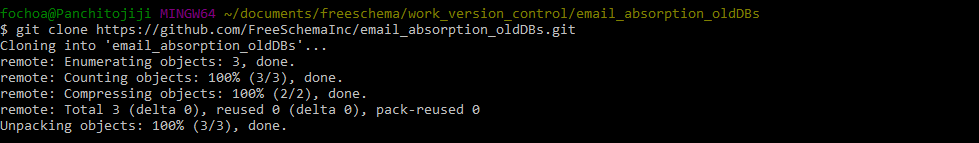 fochoa@Panchitojiji MINGW64 ~/documents/freeschema/work_version_control/email_absorption_oldDBs
$ git clone https://github.com/FreeSchemaInc/email_absorption_oldDBs.git
Cloning into 'email_absorption_oldDBs'...
remote: Enumerating objects: 3, done.
remote: Counting objects: 100% (3/3), done.
remote: Compressing objects: 100% (2/2), done.
remote: Total 3 (delta 0), reused 0 (delta 0), pack-reused 0
Unpacking objects: 100% (3/3), done.